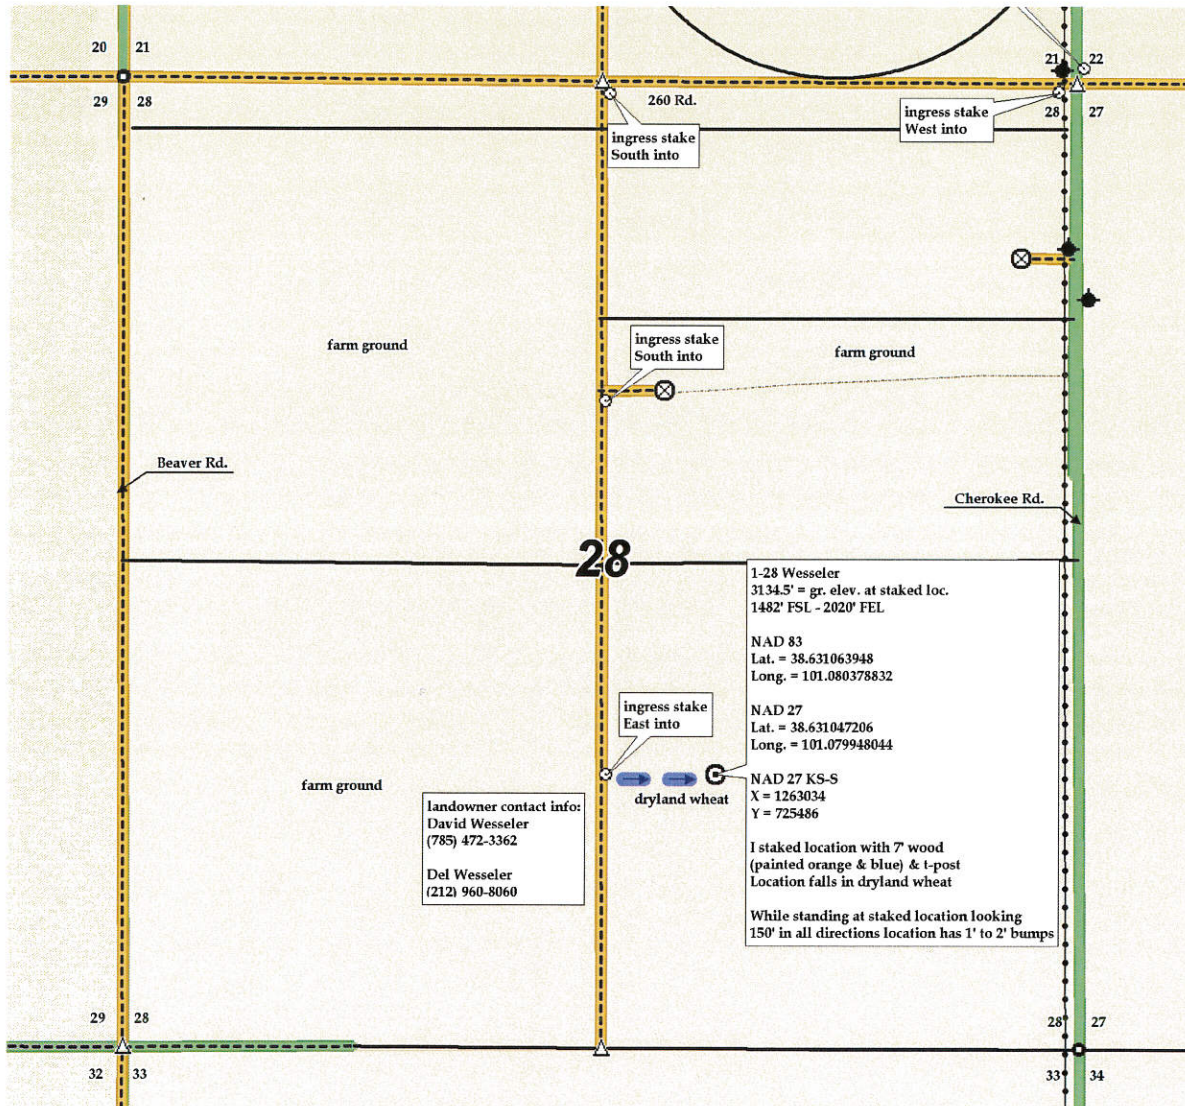 20 21
21 22
29 28
260 Rd.
28 27
ingress stake
West into
ingress stake
South into
ingress stake
South into
farm ground
farm ground
Beaver Rd.
Cherokee Rd.
28
1-28 Wesseler
3134.5' = gr. elev. at staked loc.
1482' FSL - 2020' FEL
NAD 83
Lat. = 38.631063948
Long. = 101.080378832
NAD 27
Lat. = 38.631047206
Long. = 101.079948044
NAD 27 KS-S
X = 1263034
Y = 725486
I staked location with 7' wood
(painted orange & blue) & t-post
Location falls in dryland wheat
While standing at staked location looking
150' in all directions location has 1' to 2' bumps
ingress stake
East into
dryland wheat
farm ground
landowner contact info:
David Wesseler
(785) 472-3362
Del Wesseler
(212) 960-8060
29 28
28 27
32 33
33 34